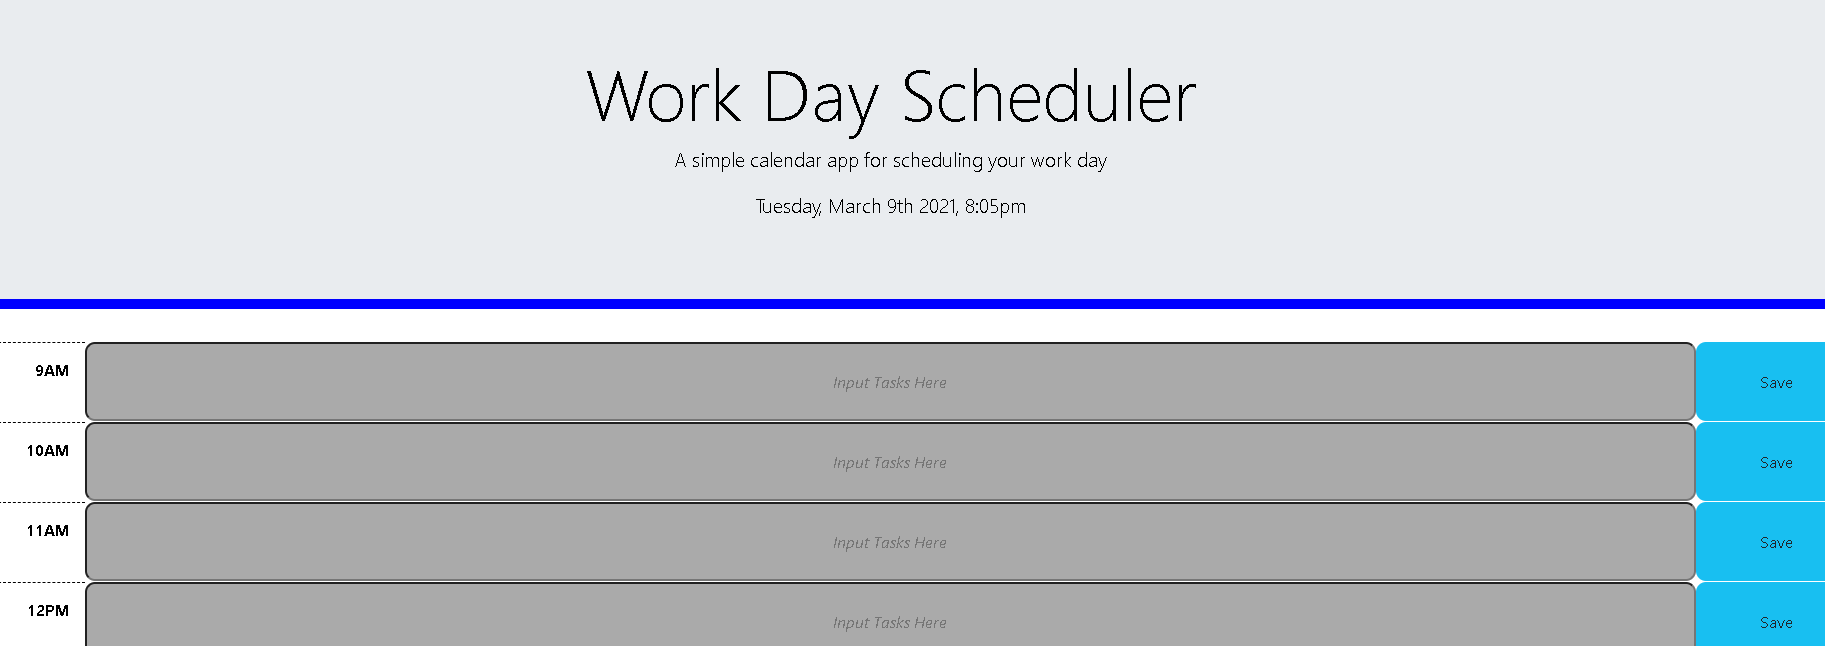 Work Day Scheduler
A simple calendar app for scheduling your work day
Tuesday, March 9th 2021, 8:05pm
9AM Input Tasks Here Save
10AM Input Tasks Here Save
11AM Input Tasks Here Save
12PM Input Tasks Here Save